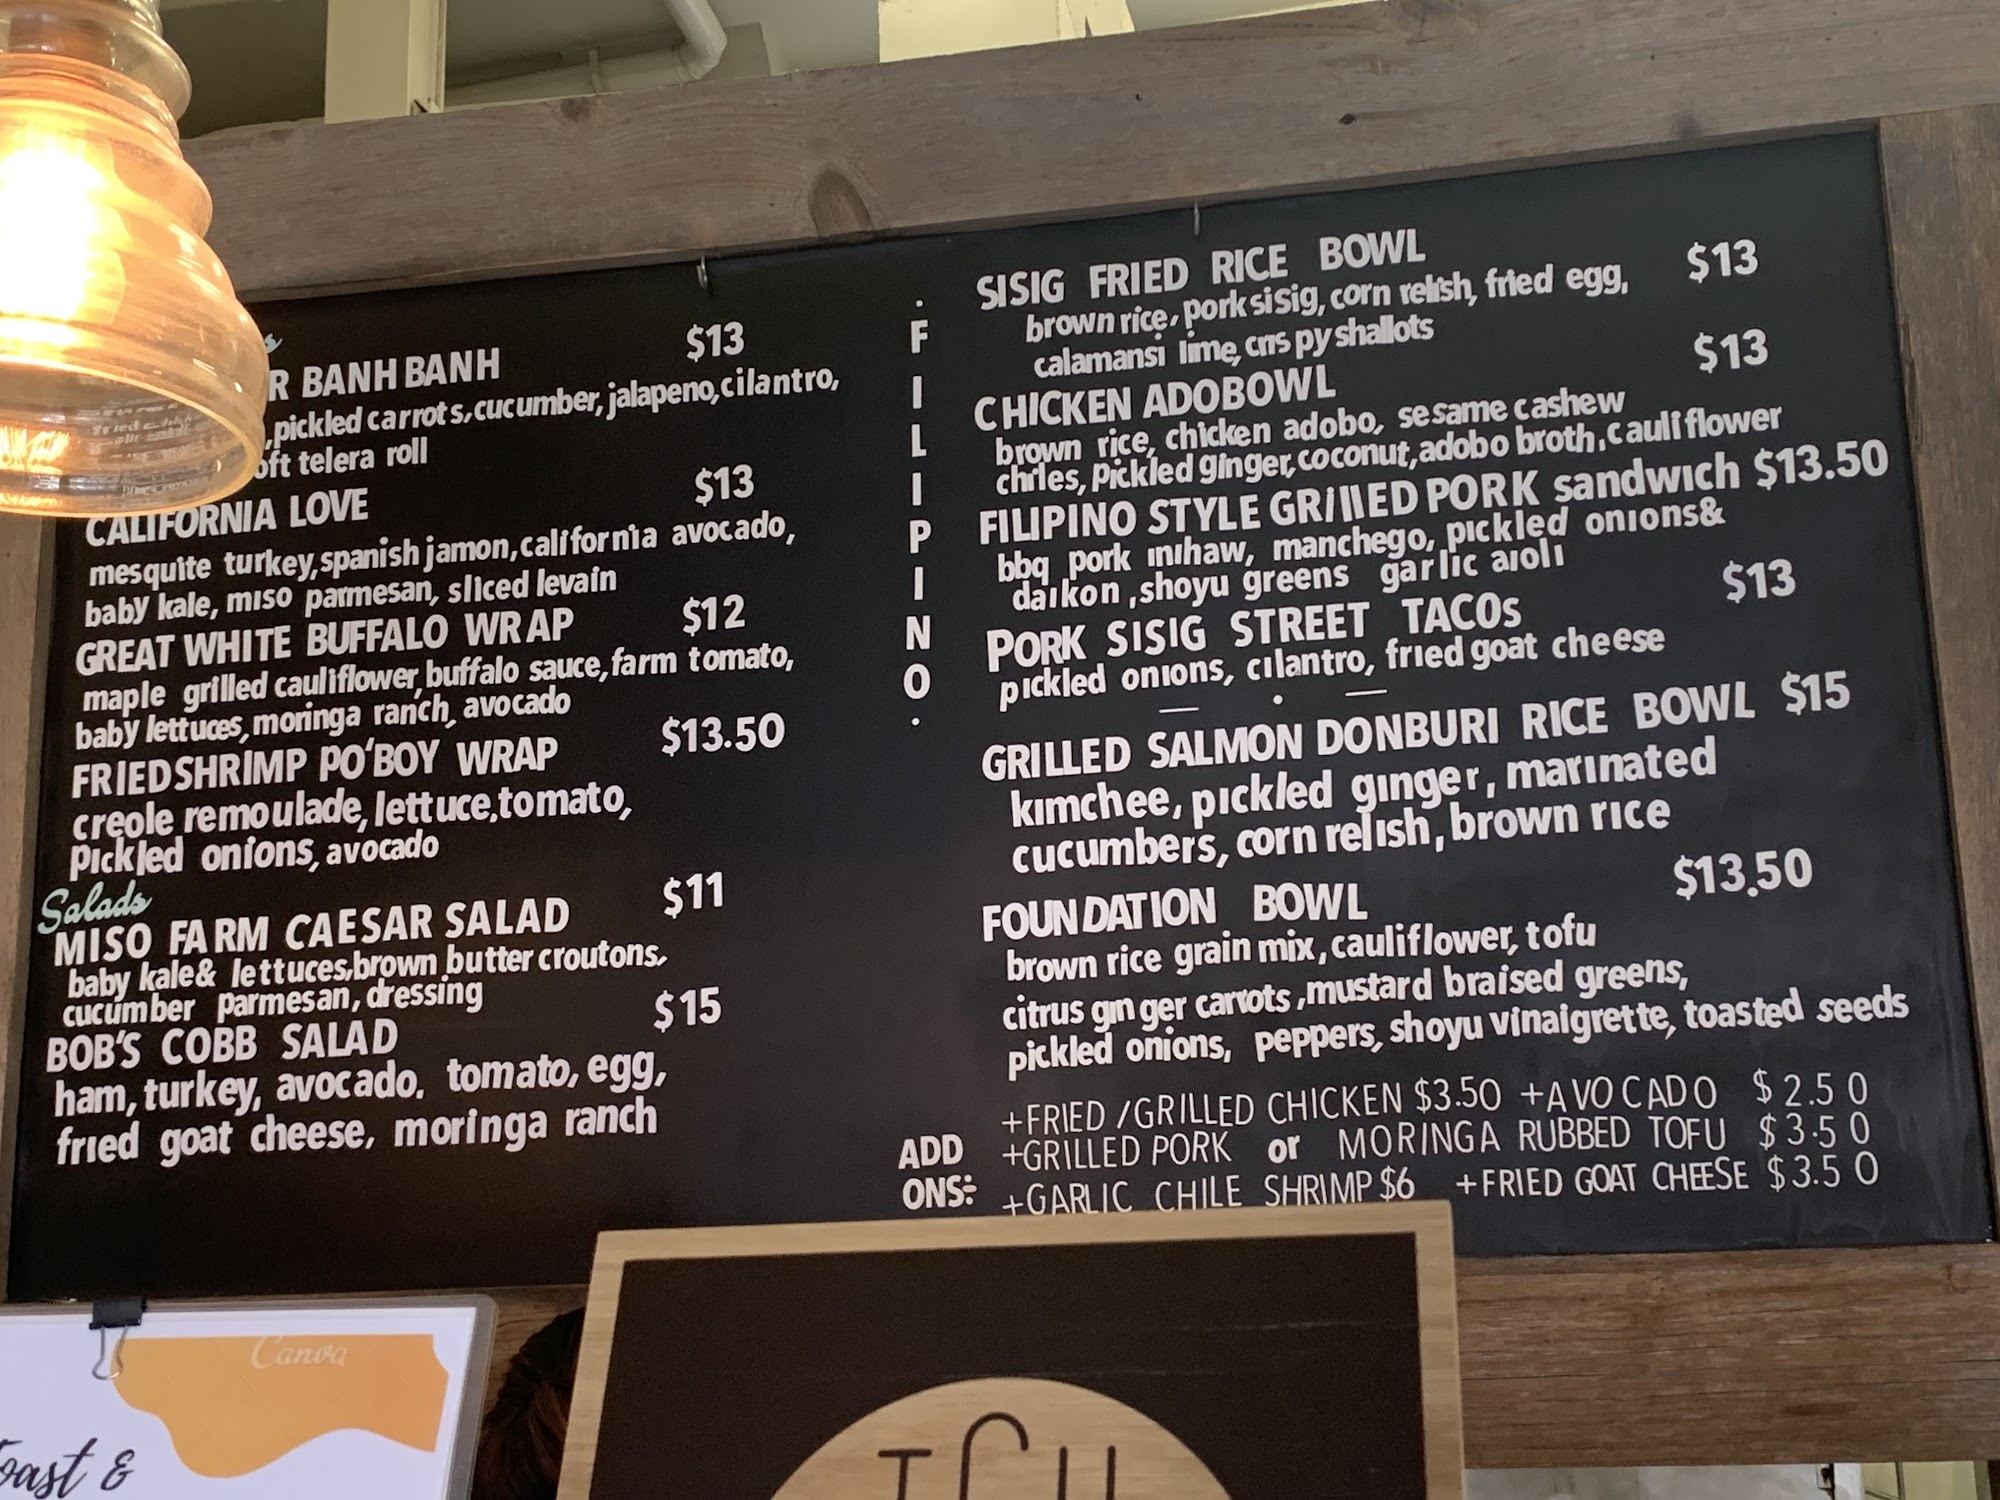 R BANH BANH $13
,pickled carrots, cucumber, jalapeno, cilantro,
oft telera roll
CALIFORNIA LOVE $13
mesquite turkey, spanish jamon, california avocado,
baby kale, miso parmesan, sliced levain
GREAT WHITE BUFFALO WRAP $12
maple grilled cauliflower, buffalo sauce, farm tomato,
baby lettuces, moringa ranch, avocado
FRIED SHRIMP PO'BOY WRAP $13.50
creole remoulade, lettuce, tomato,
pickled onions, avocado
Salads
MISO FARM CAESAR SALAD $11
baby kale & lettuces, brown butter croutons,
cucumber parmesan, dressing
BOB'S COBB SALAD $15
ham, turkey, avocado, tomato, egg,
fried goat cheese, moringa ranch
· FILIPINO ·
SISIG FRIED RICE BOWL $13
brown rice, pork sisig, corn relish, fried egg,
calamansi lime, crispy shallots
CHICKEN ADOBOWL $13
brown rice, chicken adobo, sesame cashew
chiles, pickled ginger, coconut, adobo broth, cauliflower
FILIPINO STYLE GRillED PORK sandwich $13.50
bbq pork inihaw, manchego, pickled onions &
daikon, shoyu greens garlic aioli
PORK SISIG STREET TACOS $13
pickled onions, cilantro, fried goat cheese
— · —
GRILLED SALMON DONBURI RICE BOWL $15
kimchee, pickled ginger, marinated
cucumbers, corn relish, brown rice
FOUNDATION BOWL $13.50
brown rice grain mix, cauliflower, tofu
citrus ginger carrots, mustard braised greens,
pickled onions, peppers, shoyu vinaigrette, toasted seeds
ADD ONS:
+FRIED/GRILLED CHICKEN $3.50 +AVOCADO $2.50
+GRILLED PORK or MORINGA RUBBED TOFU $3.50
+GARLIC CHILE SHRIMP $6 +FRIED GOAT CHEESE $3.50
Canva
oast &